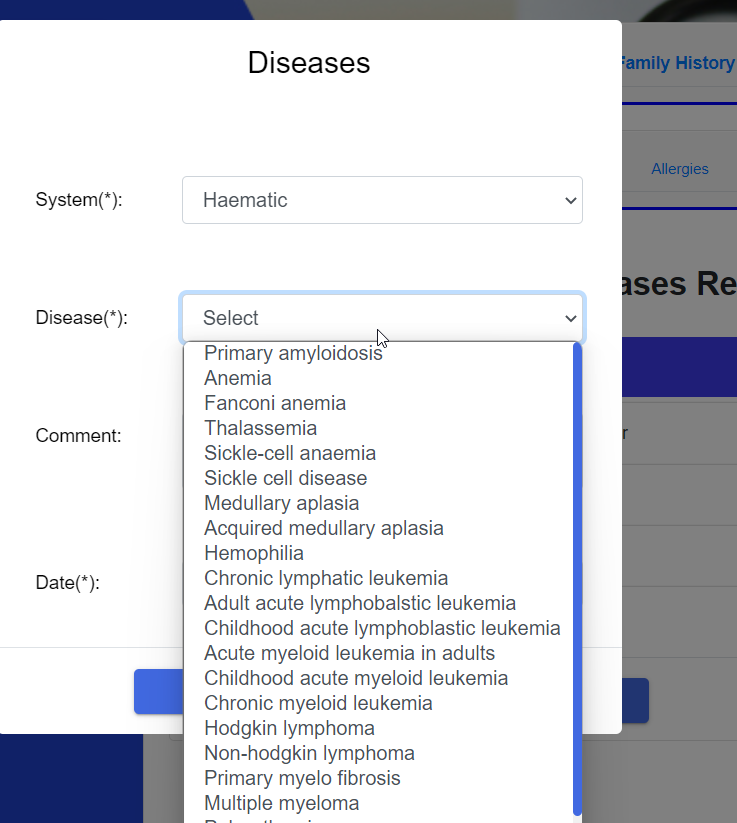 Diseases
Family History
System(*):
Haematic
Allergies
Disease(*):
Select
Primary amyloidosis
Anemia
Fanconi anemia
Thalassemia
Sickle-cell anaemia
Sickle cell disease
Medullary aplasia
Acquired medullary aplasia
Hemophilia
Chronic lymphatic leukemia
Adult acute lymphobalstic leukemia
Childhood acute lymphoblastic leukemia
Acute myeloid leukemia in adults
Childhood acute myeloid leukemia
Chronic myeloid leukemia
Hodgkin lymphoma
Non-hodgkin lymphoma
Primary myelo fibrosis
Multiple myeloma
Comment:
Date(*):
ases Re
r